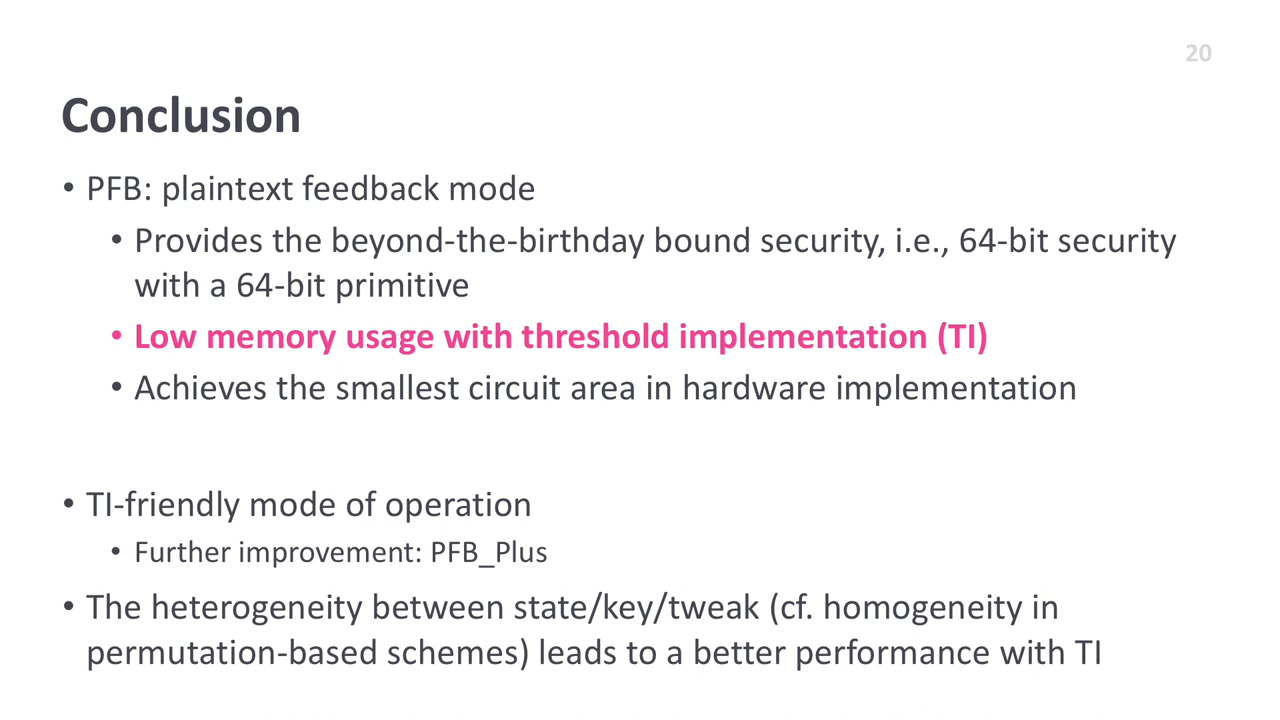 20
Conclusion
• PFB: plaintext feedback mode
• Provides the beyond-the-birthday bound security, i.e., 64-bit security
with a 64-bit primitive
• Low memory usage with threshold implementation (TI)
• Achieves the smallest circuit area in hardware implementation
• TI-friendly mode of operation
• Further improvement: PFB_Plus
• The heterogeneity between state/key/tweak (cf. homogeneity in
permutation-based schemes) leads to a better performance with TI